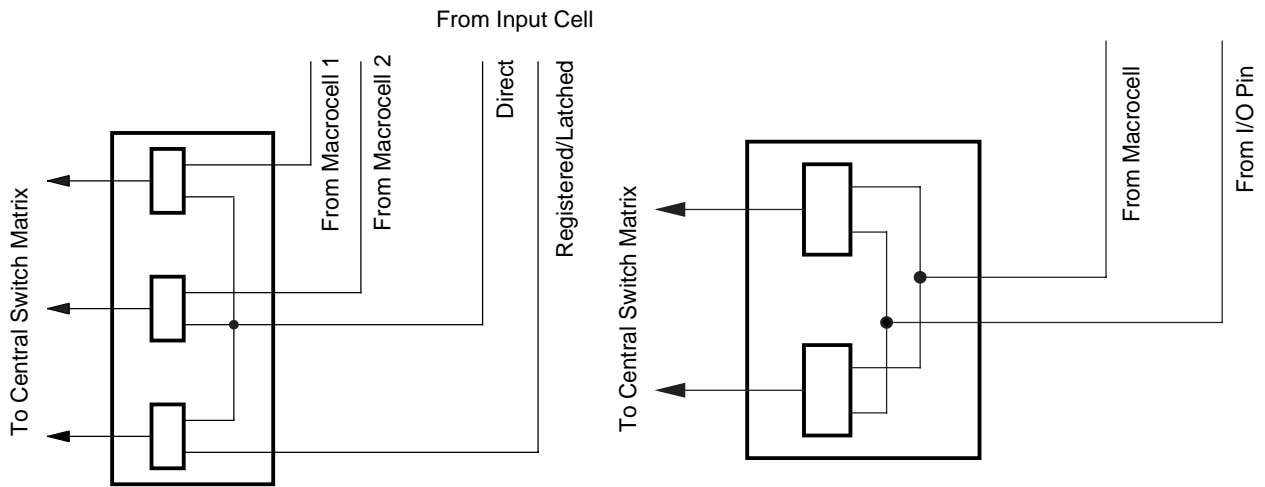 From Input Cell
To Central Switch Matrix
From Macrocell 1
From Macrocell 2
Direct
Registered/Latched
To Central Switch Matrix
From Macrocell
From I/O Pin